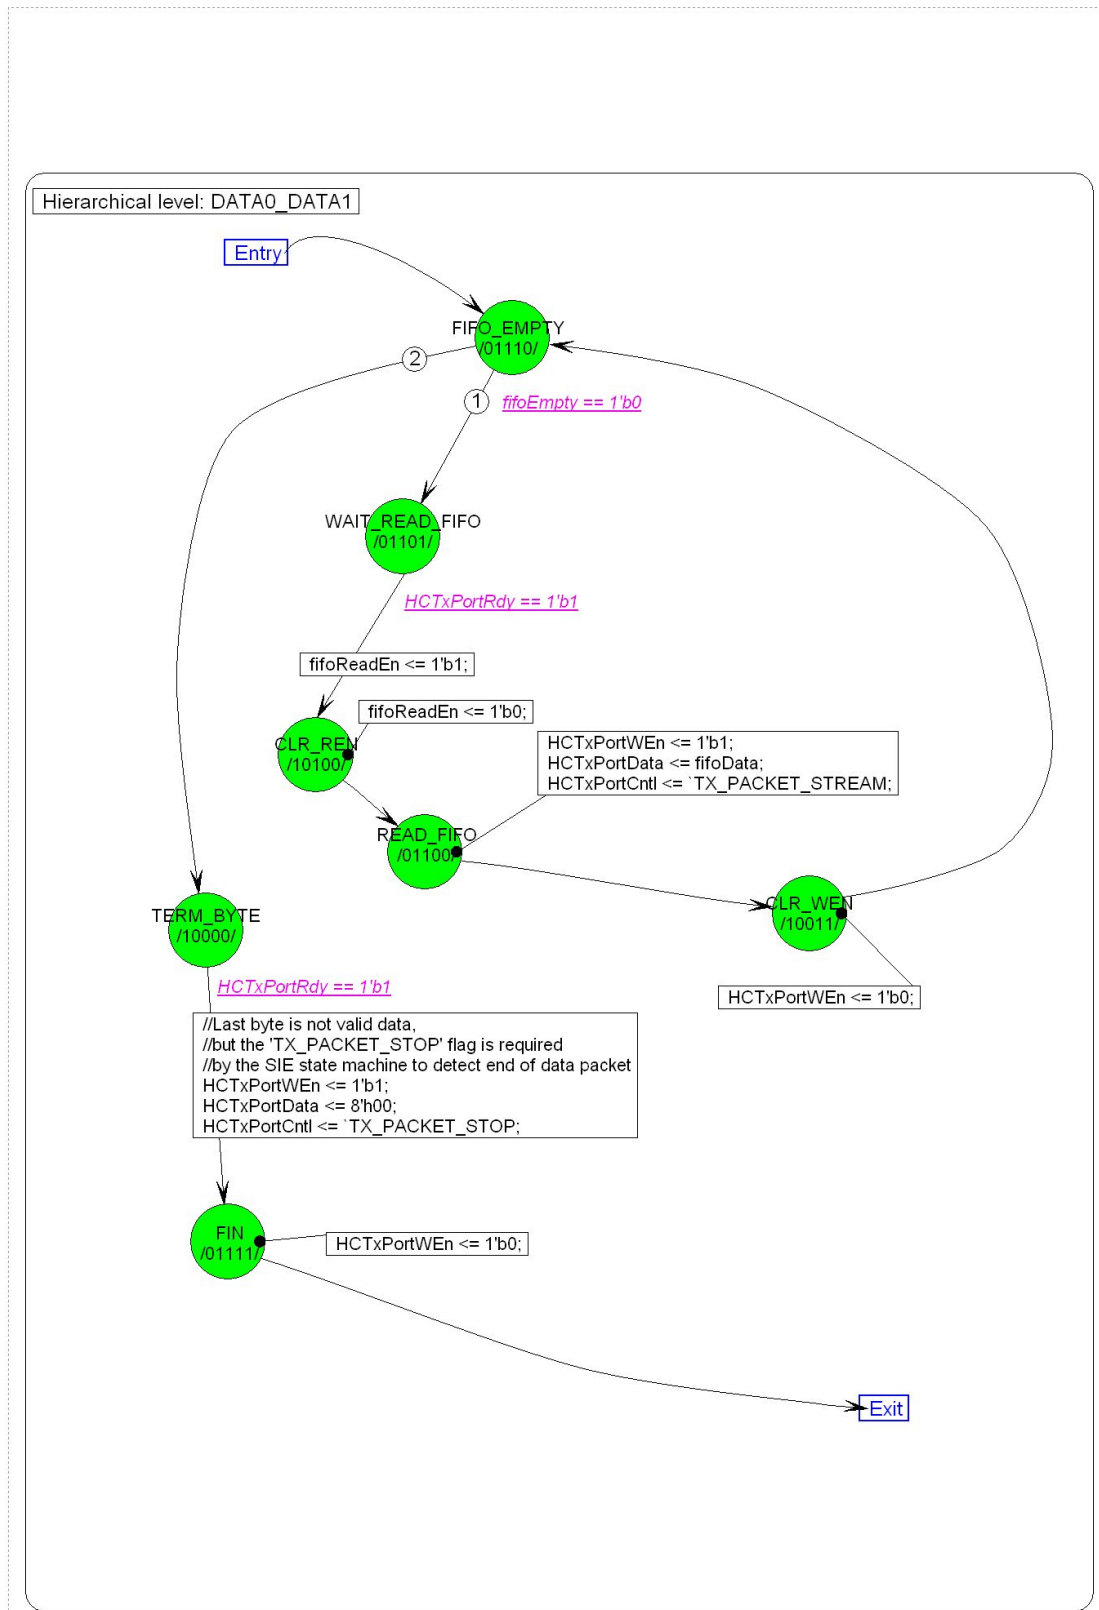 Hierarchical level: DATA0_DATA1
Entry
FIFO_EMPTY
/01110/
2
1
fifoEmpty == 1'b0
WAIT_READ_FIFO
/01101/
HCTxPortRdy == 1'b1
fifoReadEn <= 1'b1;
fifoReadEn <= 1'b0;
CLR_REN
/10100/
HCTxPortWEn <= 1'b1;
HCTxPortData <= fifoData;
HCTxPortCntl <= `TX_PACKET_STREAM;
READ_FIFO
/01100/
CLR_WEN
/10011/
TERM_BYTE
/10000/
HCTxPortRdy == 1'b1
HCTxPortWEn <= 1'b0;
//Last byte is not valid data,
//but the 'TX_PACKET_STOP' flag is required
//by the SIE state machine to detect end of data packet
HCTxPortWEn <= 1'b1;
HCTxPortData <= 8'h00;
HCTxPortCntl <= `TX_PACKET_STOP;
FIN
/01111/
HCTxPortWEn <= 1'b0;
Exit